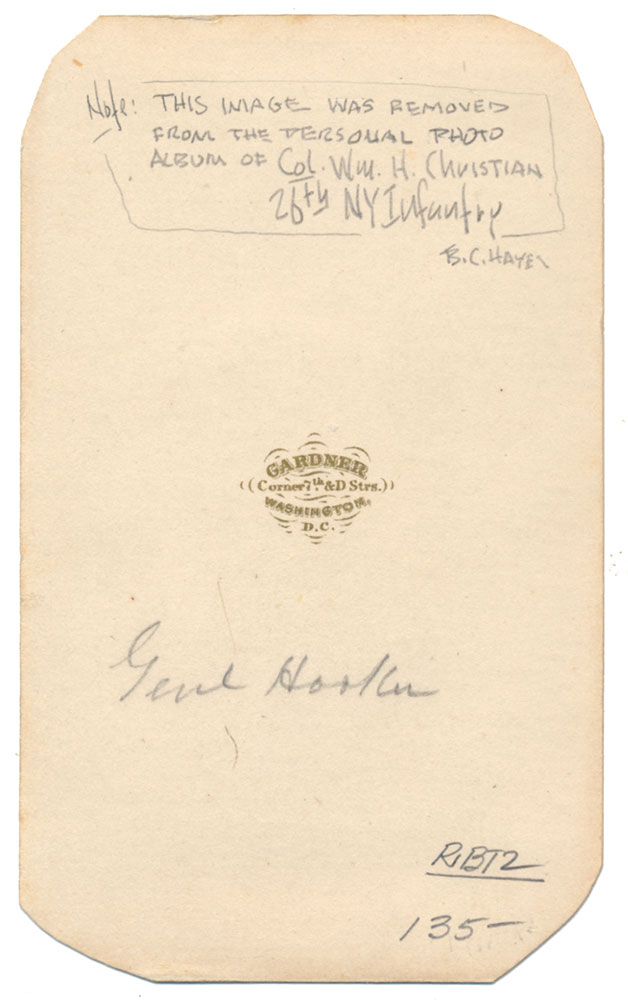 Note: THIS IMAGE WAS REMOVED
FROM THE PERSONAL PHOTO
ALBUM OF Col. Wm. H. Christian
26th NY Infantry
B.C. HAYES
GARDNER
Corner 7th & D Strs.
WASHINGTON,
D.C.
Genl Hooker
RIBTZ
135-